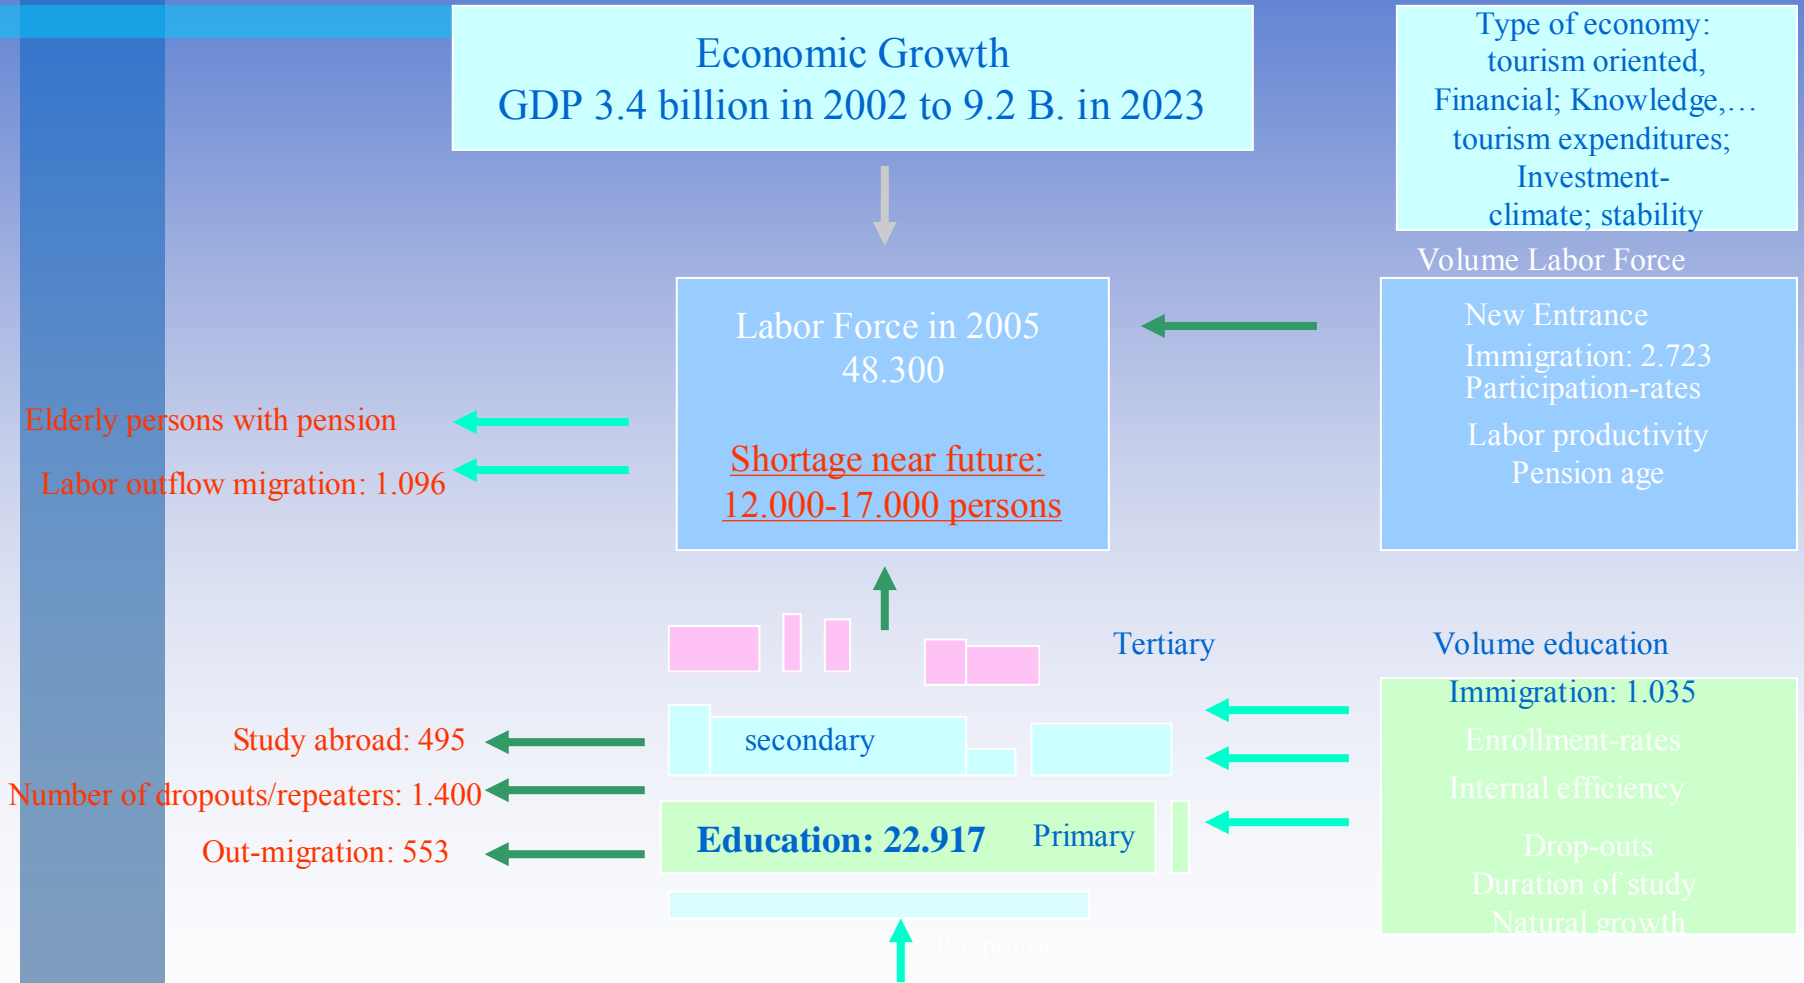 Economic Growth
GDP 3.4 billion in 2002 to 9.2 B. in 2023
Type of economy:
tourism oriented,
Financial; Knowledge,…
tourism expenditures;
Investment-
climate; stability
Volume Labor Force
New Entrance
Immigration: 2.723
Participation-rates
Labor productivity
Pension age
Labor Force in 2005
48.300
Shortage near future:
12.000-17.000 persons
Elderly persons with pension
Labor outflow migration: 1.096
Tertiary
Volume education
Immigration: 1.035
Enrollment-rates
Internal efficiency
Drop-outs
Duration of study
Natural growth
secondary
Study abroad: 495
Number of dropouts/repeaters: 1.400
Out-migration: 553
Education: 22.917
Primary
Pre-primary